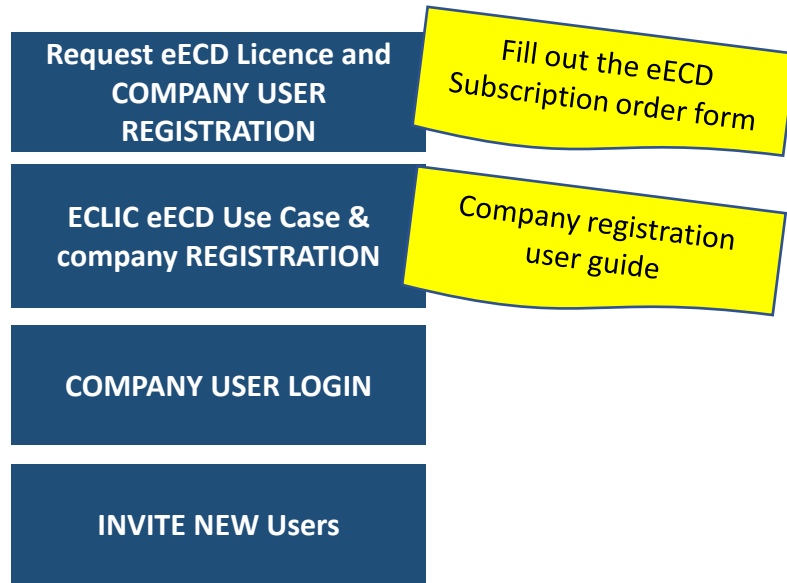 Request eECD Licence and
COMPANY USER
REGISTRATION
Fill out the eECD
Subscription order form
ECLIC eECD Use Case &
company REGISTRATION
Company registration
user guide
COMPANY USER LOGIN
INVITE NEW Users